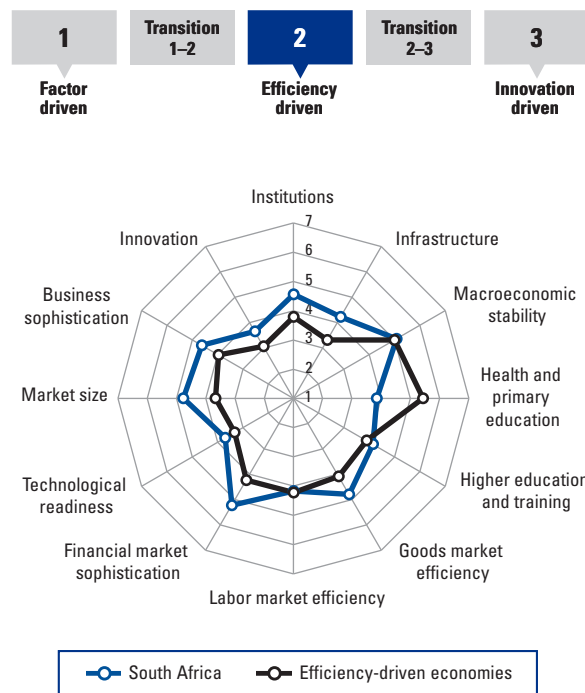 1
Transition
1–2
2
Transition
2–3
3
Factor
driven
Efficiency
driven
Innovation
driven
Institutions
7
Innovation
Infrastructure
6
5
Business
sophistication
Macroeconomic
stability
4
3
2
Market size
1
Health and
primary
education
Technological
readiness
Higher education
and training
Financial market
sophistication
Goods market
efficiency
Labor market efficiency
South Africa
Efficiency-driven economies